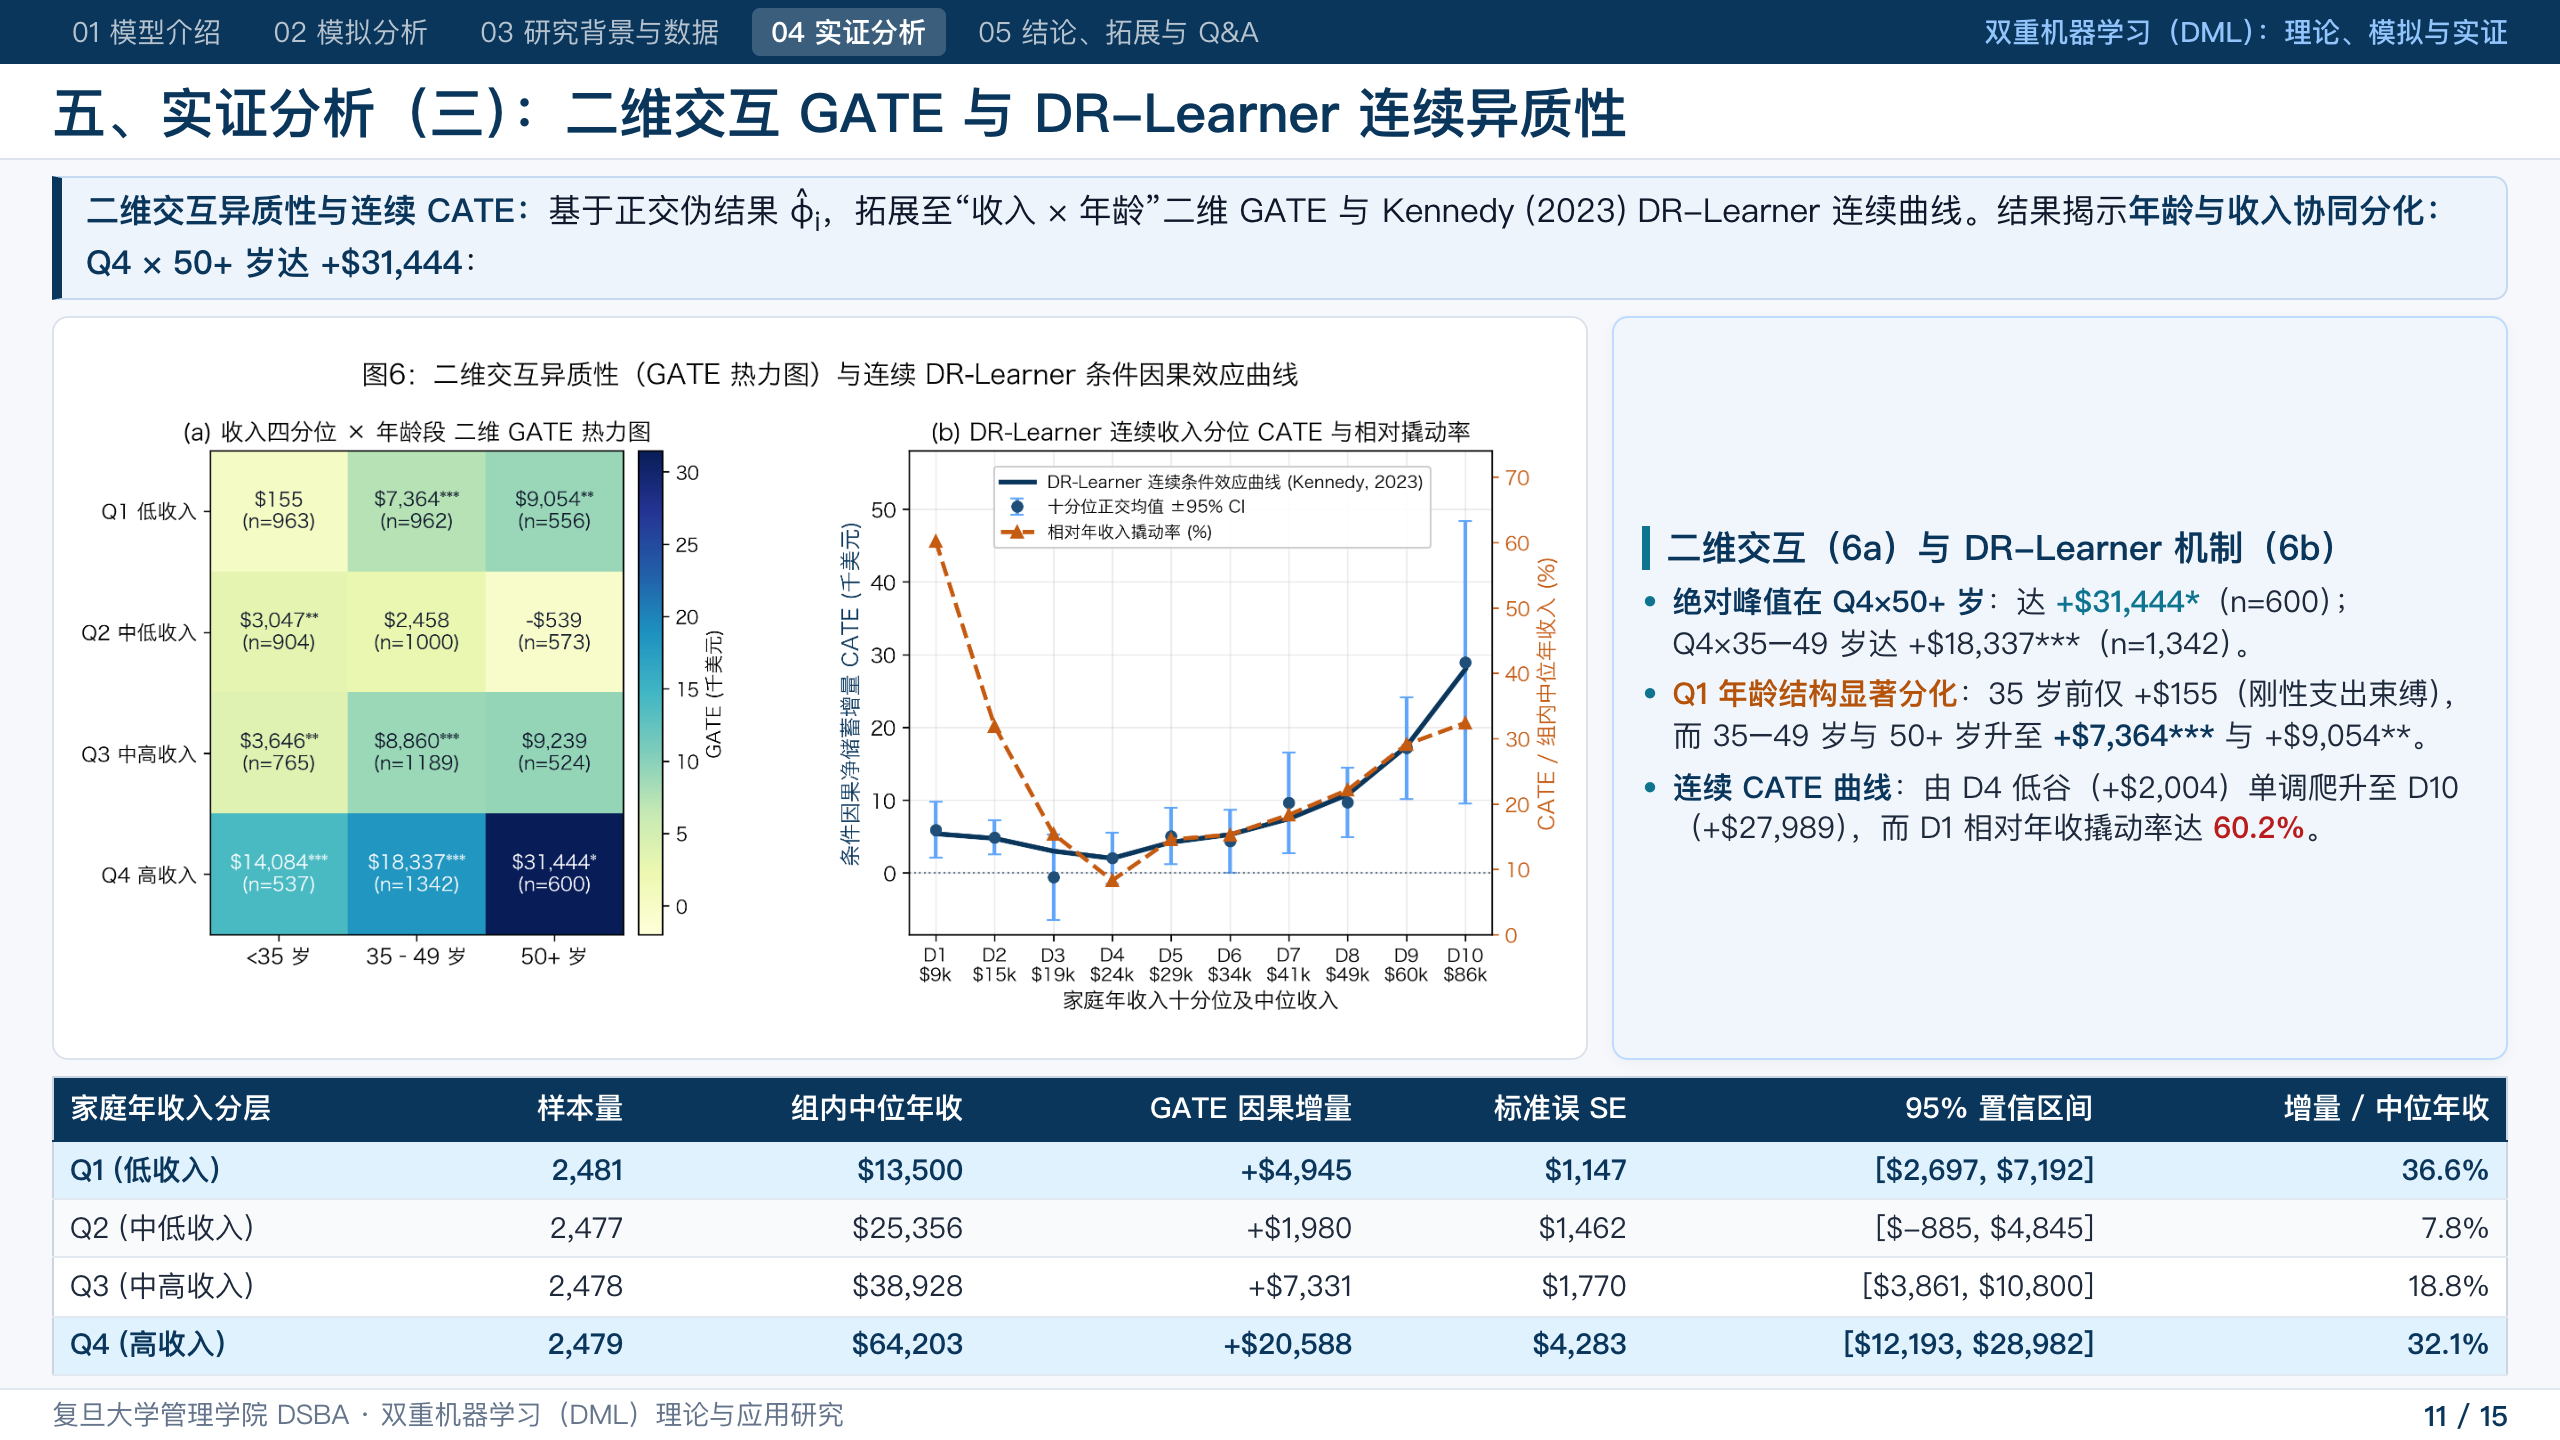 01 模型介绍 02 模拟分析 03 研究背景与数据 04 实证分析 05 结论、拓展与 Q&A 双重机器学习（DML）：理论、模拟与实证
五、实证分析（三）：二维交互 GATE 与 DR-Learner 连续异质性
二维交互异质性与连续 CATE：基于正交伪结果 ϕ̂ᵢ，拓展至“收入 × 年龄”二维 GATE 与 Kennedy (2023) DR-Learner 连续曲线。结果揭示年龄与收入协同分化：
Q4 × 50+ 岁达 +$31,444：
图6：二维交互异质性（GATE 热力图）与连续 DR-Learner 条件因果效应曲线
(a) 收入四分位 × 年龄段 二维 GATE 热力图
Q1 低收入
$155 $7,364*** $9,054**
(n=963) (n=962) (n=556)
Q2 中低收入
$3,047** $2,458 -$539
(n=904) (n=1000) (n=573)
Q3 中高收入
$3,646** $8,860*** $9,239
(n=765) (n=1189) (n=524)
Q4 高收入
$14,084*** $18,337*** $31,444*
(n=537) (n=1342) (n=600)
<35 岁 35 - 49 岁 50+ 岁
30
25
20
15
10
5
0
GATE (千美元)
(b) DR-Learner 连续收入分位 CATE 与相对撬动率
DR-Learner 连续条件效应曲线 (Kennedy, 2023)
十分位正交均值 ±95% CI
相对年收入撬动率 (%)
条件因果净储蓄增量 CATE (千美元)
50
40
30
20
10
0
70
60
50
40
30
20
10
0
CATE / 组内中位年收入 (%)
D1 D2 D3 D4 D5 D6 D7 D8 D9 D10
$9k $15k $19k $24k $29k $34k $41k $49k $60k $86k
家庭年收入十分位及中位收入
二维交互（6a）与 DR-Learner 机制（6b）
• 绝对峰值在 Q4×50+ 岁：达 +$31,444*（n=600）；
Q4×35—49 岁达 +$18,337***（n=1,342）。
• Q1 年龄结构显著分化：35 岁前仅 +$155（刚性支出束缚），
而 35—49 岁与 50+ 岁升至 +$7,364*** 与 +$9,054**。
• 连续 CATE 曲线：由 D4 低谷（+$2,004）单调爬升至 D10
（+$27,989），而 D1 相对年收撬动率达 60.2%。
家庭年收入分层 样本量 组内中位年收 GATE 因果增量 标准误 SE 95% 置信区间 增量 / 中位年收
Q1 (低收入) 2,481 $13,500 +$4,945 $1,147 [$2,697, $7,192] 36.6%
Q2 (中低收入) 2,477 $25,356 +$1,980 $1,462 [$-885, $4,845] 7.8%
Q3 (中高收入) 2,478 $38,928 +$7,331 $1,770 [$3,861, $10,800] 18.8%
Q4 (高收入) 2,479 $64,203 +$20,588 $4,283 [$12,193, $28,982] 32.1%
复旦大学管理学院 DSBA · 双重机器学习（DML）理论与应用研究 11 / 15